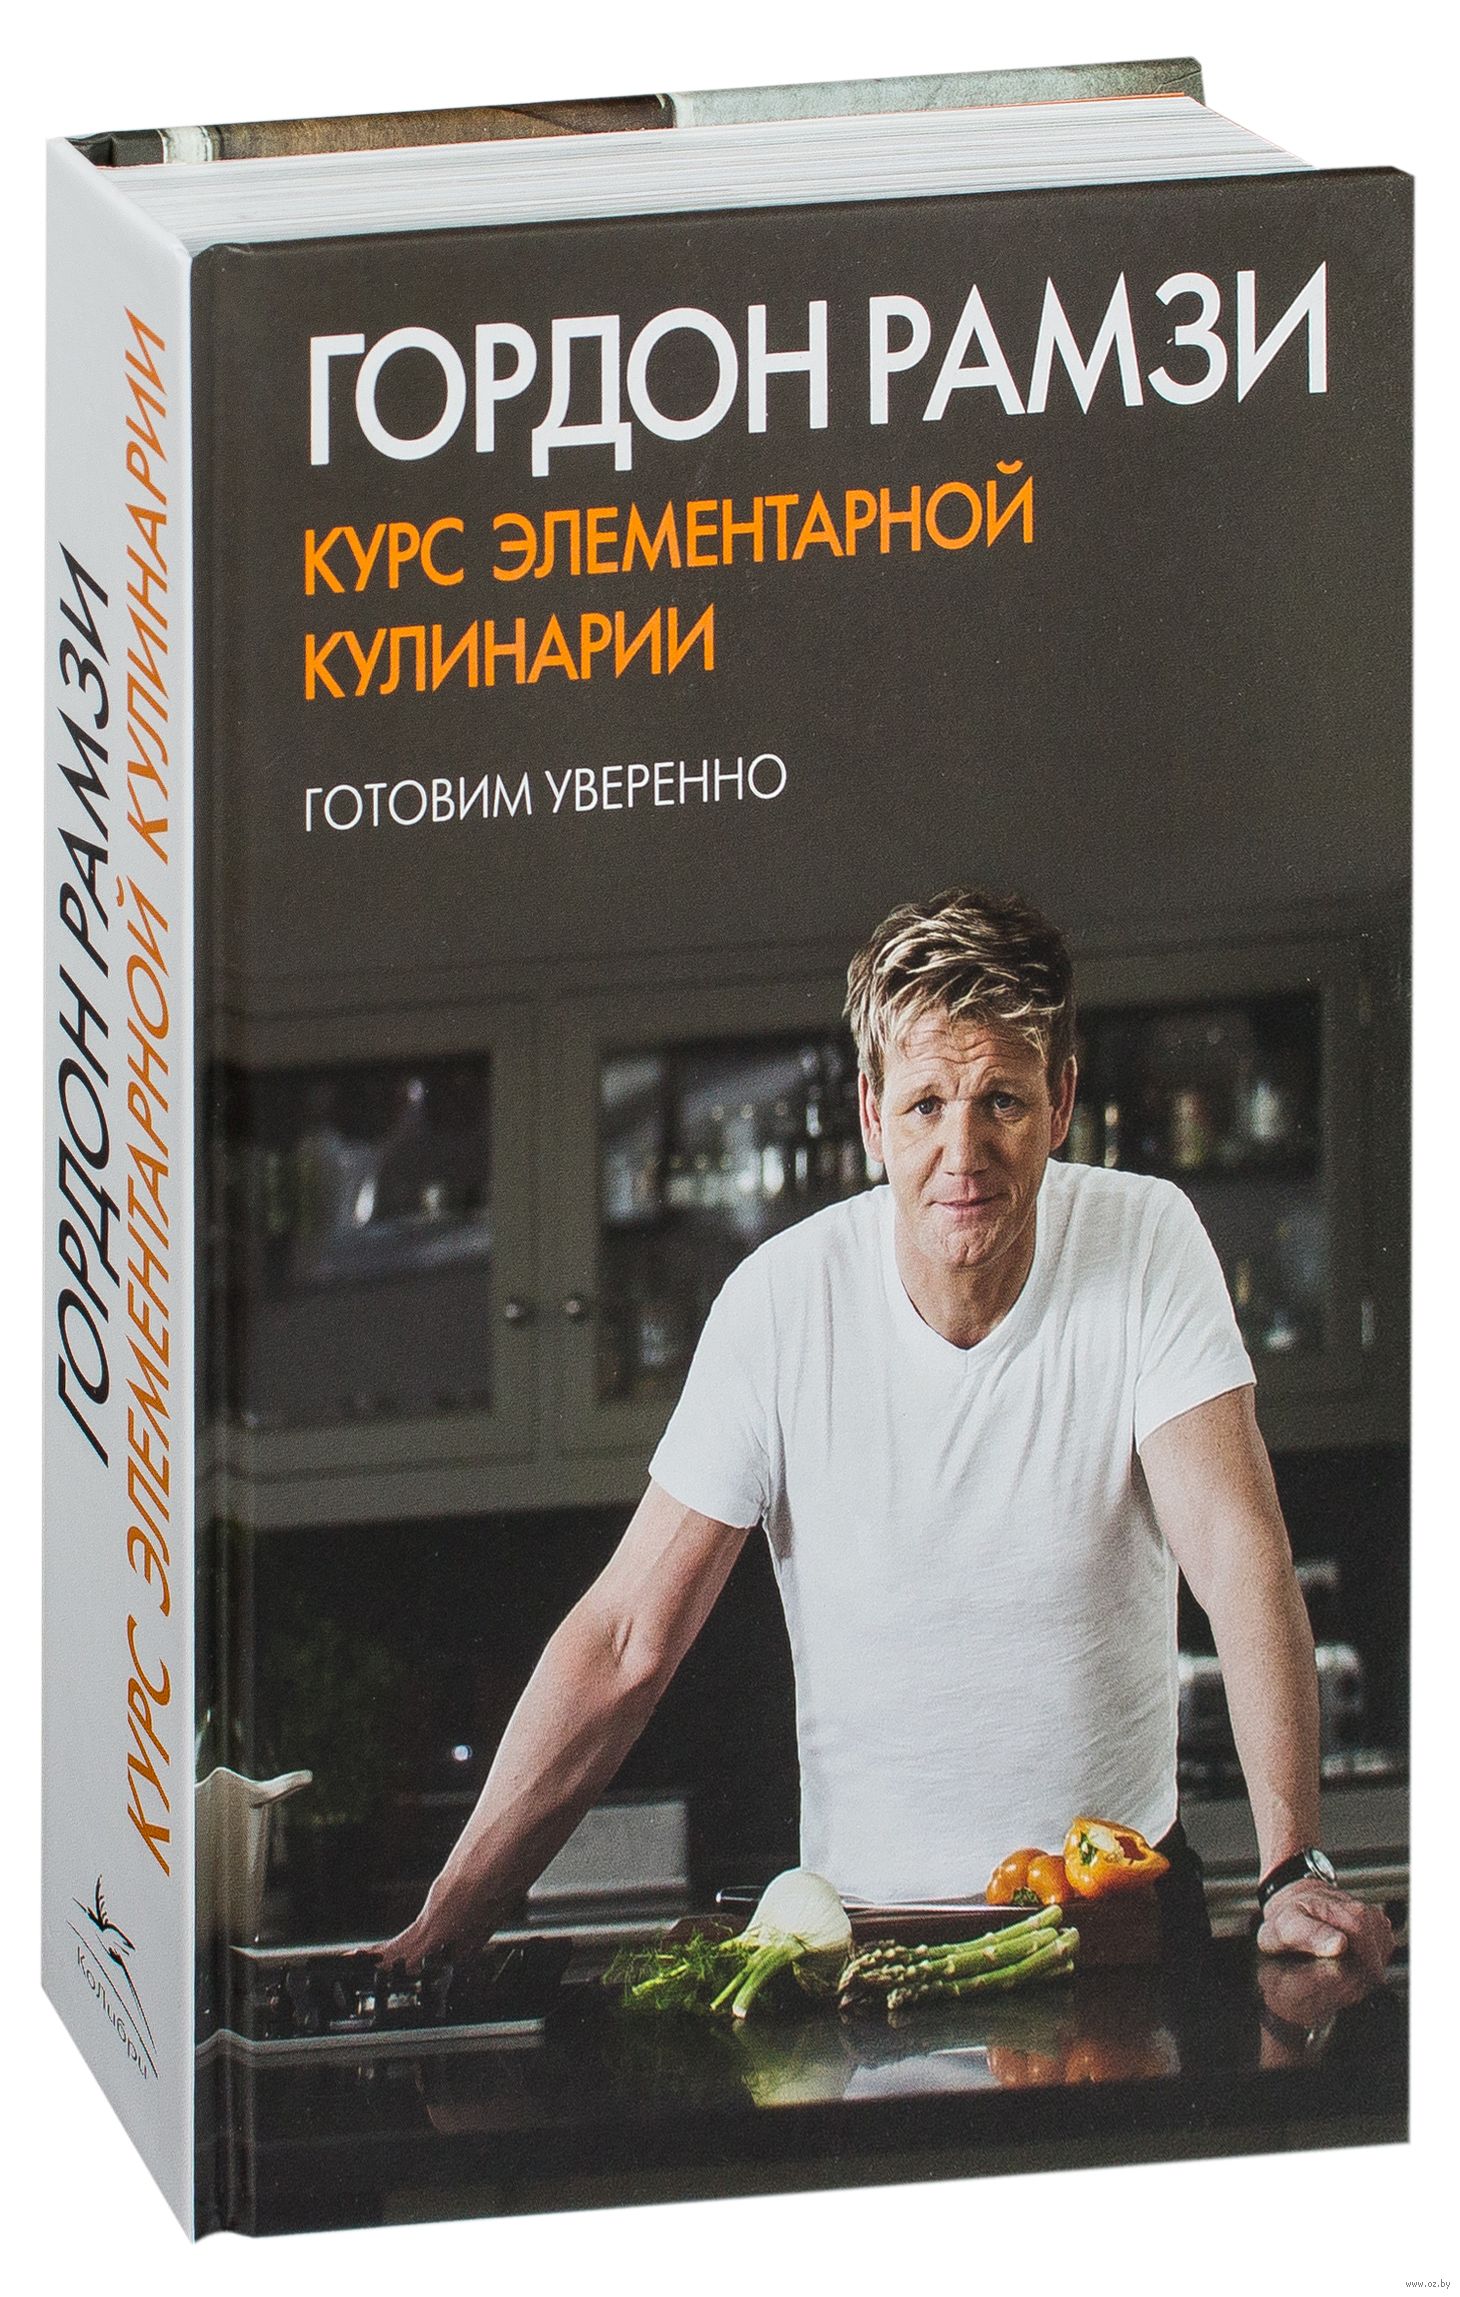 ГОРДОН РАМЗИ
КУРС ЭЛЕМЕНТАРНОЙ
КУЛИНАРИИ
ГОТОВИМ УВЕРЕННО
ГОРДОН РАМЗИ
КУРС ЭЛЕМЕНТАРНОЙ КУЛИНАРИИ
Колибри
www.oz.by